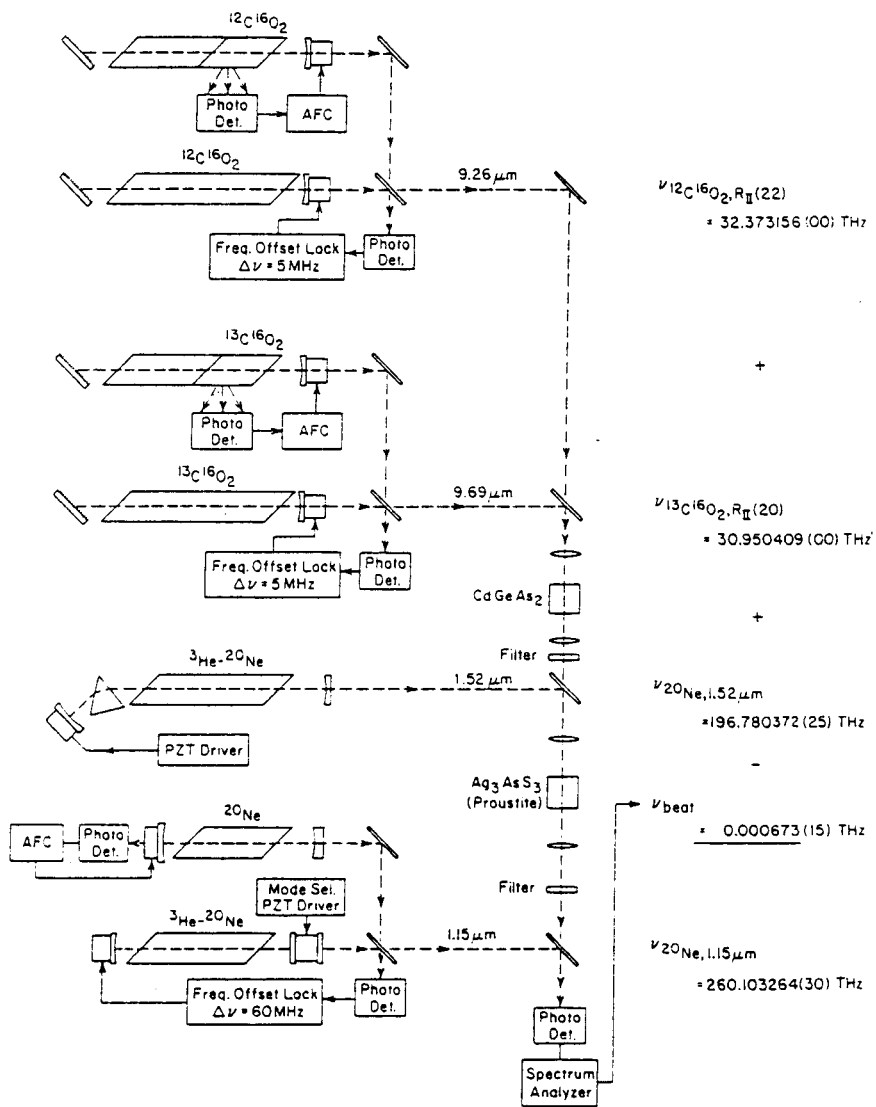 ¹²C¹⁶O₂
Photo
Det.
AFC
¹²C¹⁶O₂
9.26 μm
ν12C16O2, RII(22)
= 32.373156 (00) THz
Freq. Offset Lock
Δν = 5 MHz
Photo
Det.
¹³C¹⁶O₂
+
Photo
Det.
AFC
¹³C¹⁶O₂
9.69 μm
ν13C16O2, RII(20)
= 30.950409 (00) THz
Freq. Offset Lock
Δν = 5 MHz
Photo
Det.
CdGeAs₂
+
Filter
³He-²⁰Ne
1.52 μm
ν20Ne, 1.52 μm
=196.780372 (25) THz
PZT Driver
-
Ag₃AsS₃
(Proustite)
νbeat
= 0.000673 (15) THz
²⁰Ne
AFC
Photo
Det.
Filter
Mode Sel.
PZT Driver
³He-²⁰Ne
1.15 μm
ν20Ne, 1.15 μm
=260.103264 (30) THz
Freq. Offset Lock
Δν = 60 MHz
Photo
Det.
Photo
Det.
Spectrum
Analyzer